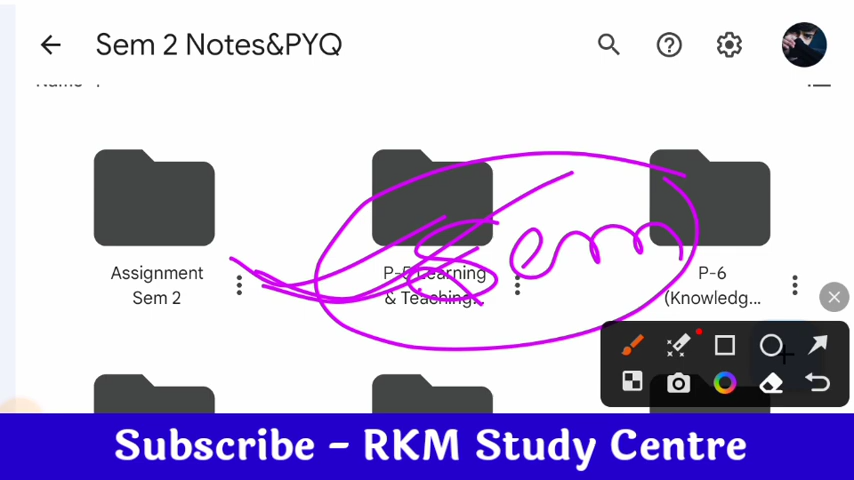 Sem 2 Notes&PYQ
Assignment
Sem 2
P-5 Learning
& Teaching...
P-6
(Knowledg...
Sem
Subscribe - RKM Study Centre